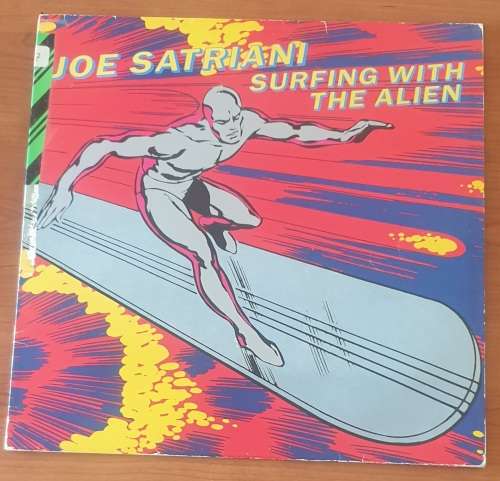 JOE SATRIANI
SURFING WITH
THE ALIEN